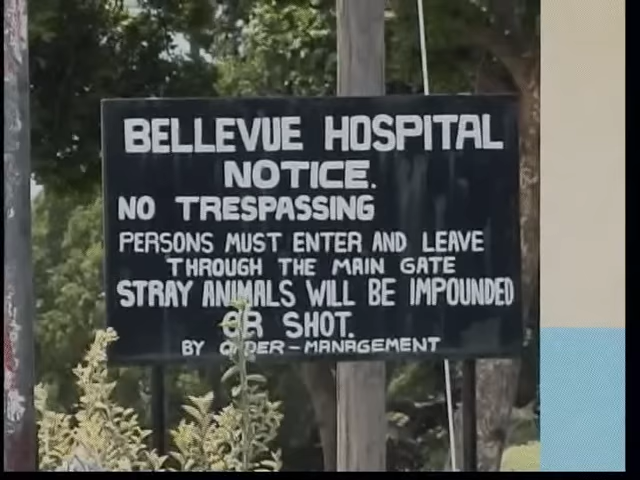 BELLEVUE HOSPITAL
NOTICE.
NO TRESPASSING
PERSONS MUST ENTER AND LEAVE
THROUGH THE MAIN GATE
STRAY ANIMALS WILL BE IMPOUNDED
OR SHOT.
BY ORDER - MANAGEMENT